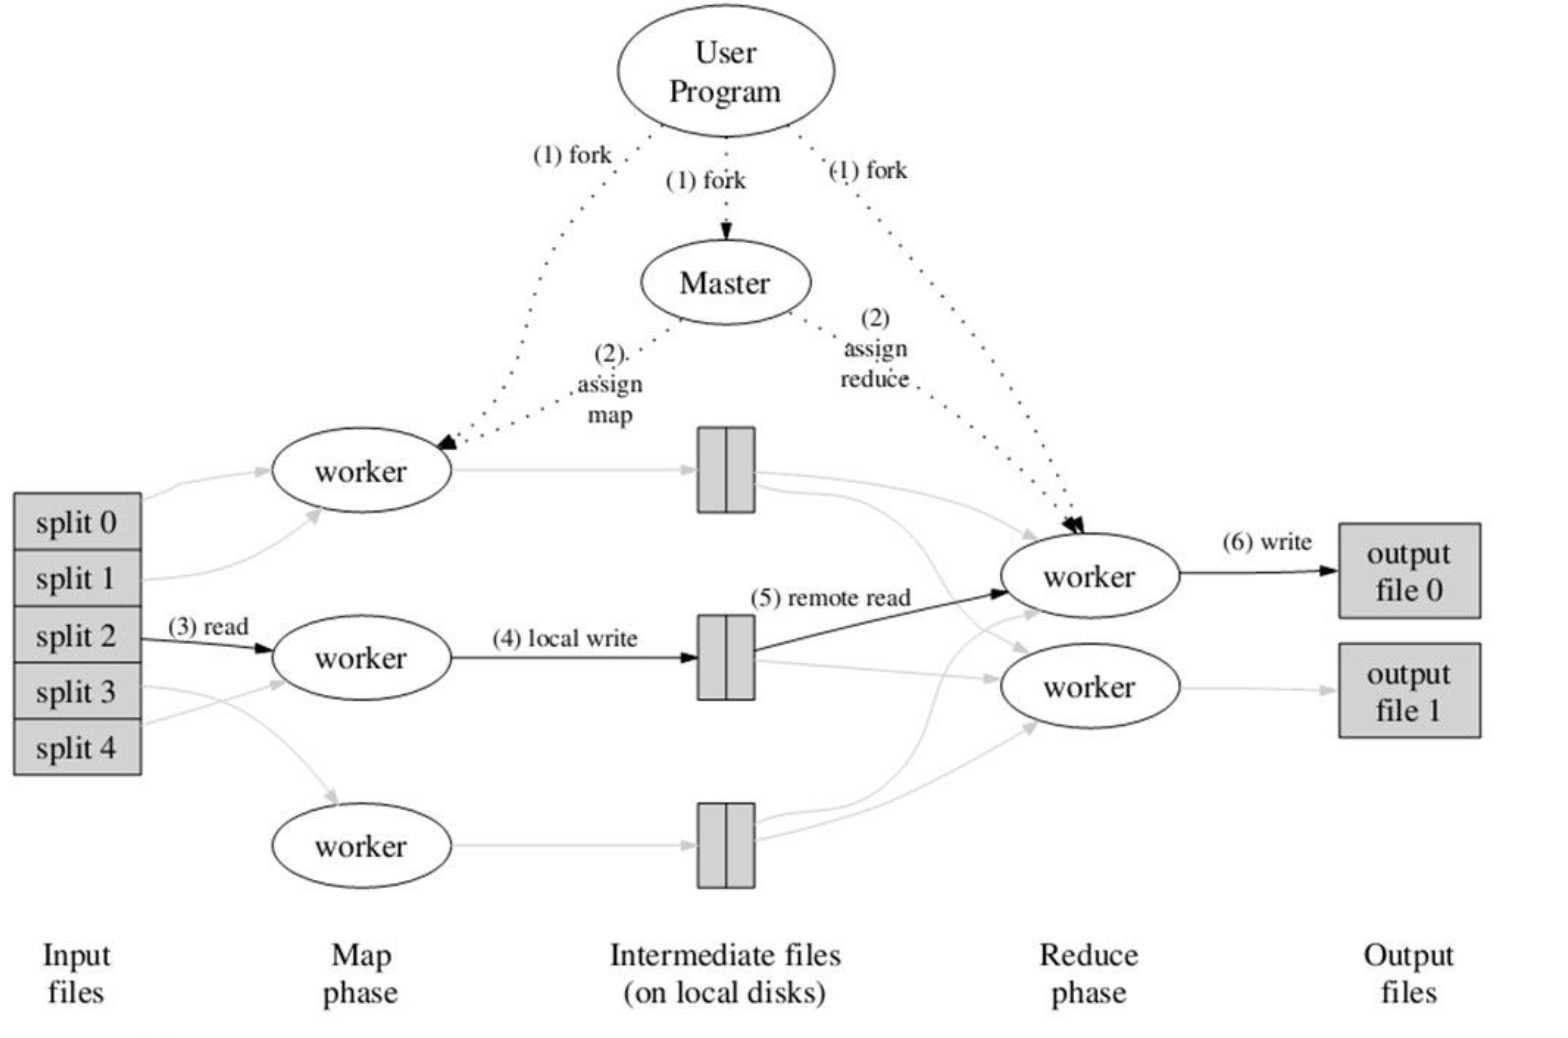 User
Program
(1) fork
(1) fork
(1) fork
Master
(2)
assign
map
(2)
assign
reduce
worker
split 0
split 1
split 2
split 3
split 4
(3) read
worker
(4) local write
(5) remote read
worker
(6) write
output
file 0
worker
output
file 1
worker
Input
files
Map
phase
Intermediate files
(on local disks)
Reduce
phase
Output
files